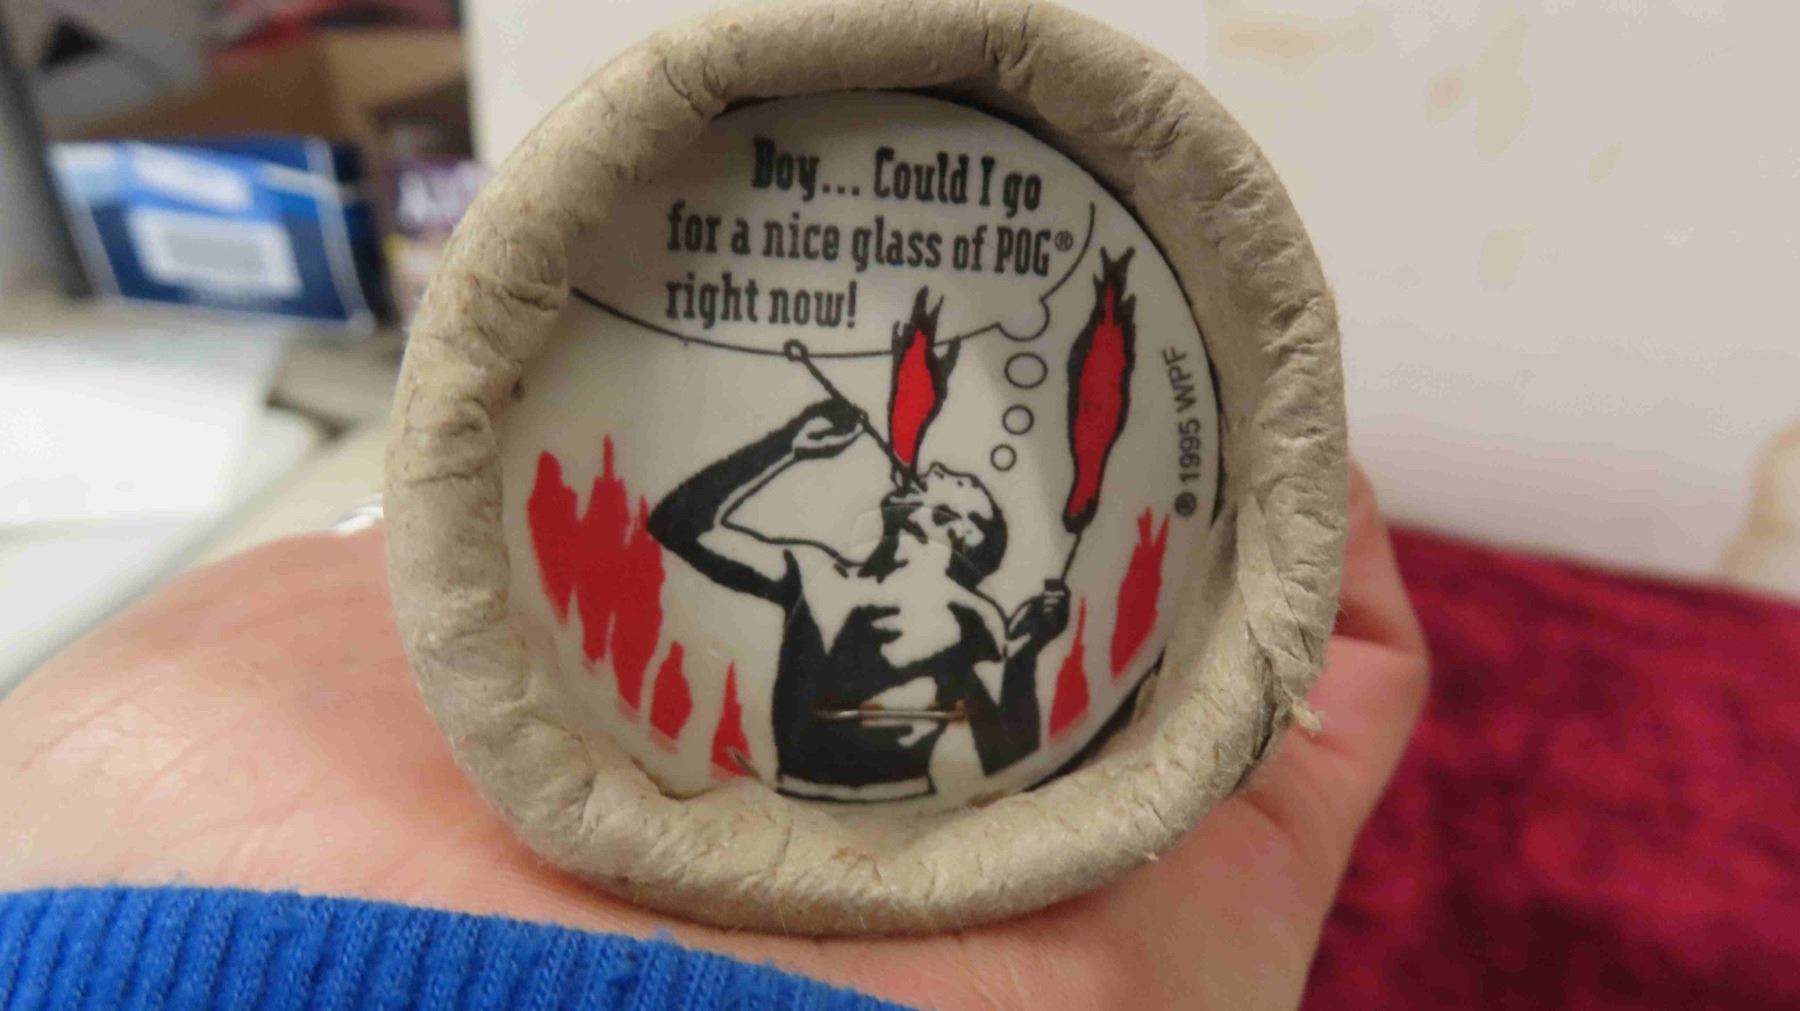 Boy... Could I go
for a nice glass of POG®
right now!
® 1995 WPF